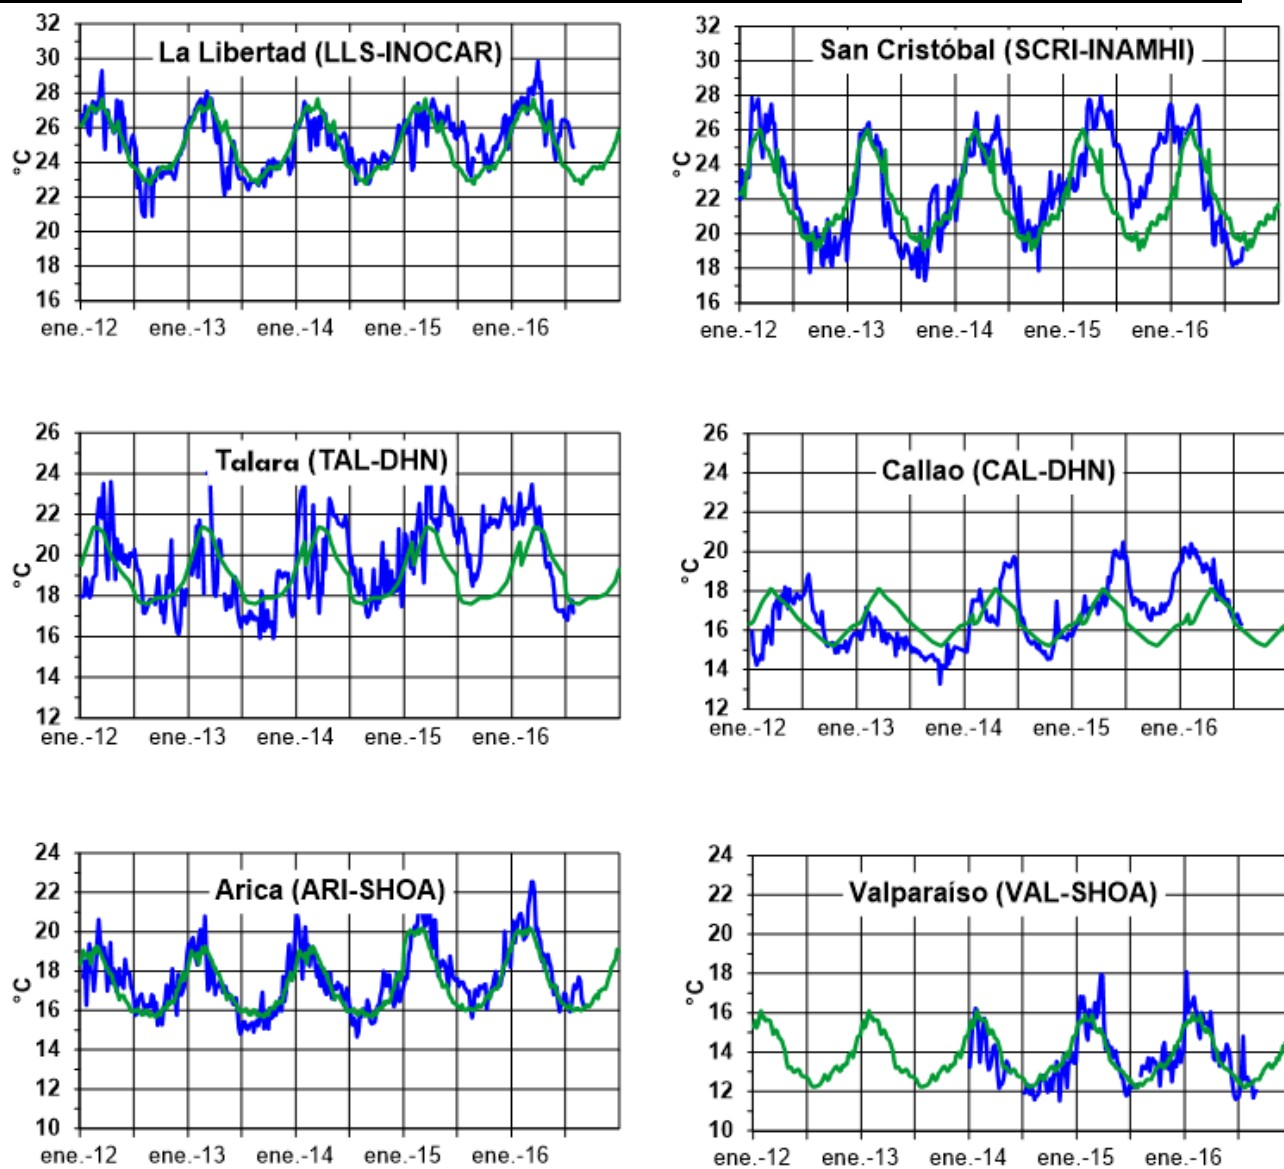 La Libertad (LLS-INOCAR)
°C
32
30
28
26
24
22
20
18
16
ene.-12 ene.-13 ene.-14 ene.-15 ene.-16
San Cristóbal (SCRI-INAMHI)
°C
32
30
28
26
24
22
20
18
16
ene.-12 ene.-13 ene.-14 ene.-15 ene.-16
Talara (TAL-DHN)
°C
26
24
22
20
18
16
14
12
ene.-12 ene.-13 ene.-14 ene.-15 ene.-16
Callao (CAL-DHN)
°C
26
24
22
20
18
16
14
12
ene.-12 ene.-13 ene.-14 ene.-15 ene.-16
Arica (ARI-SHOA)
°C
24
22
20
18
16
14
12
10
ene.-12 ene.-13 ene.-14 ene.-15 ene.-16
Valparaíso (VAL-SHOA)
°C
24
22
20
18
16
14
12
10
ene.-12 ene.-13 ene.-14 ene.-15 ene.-16